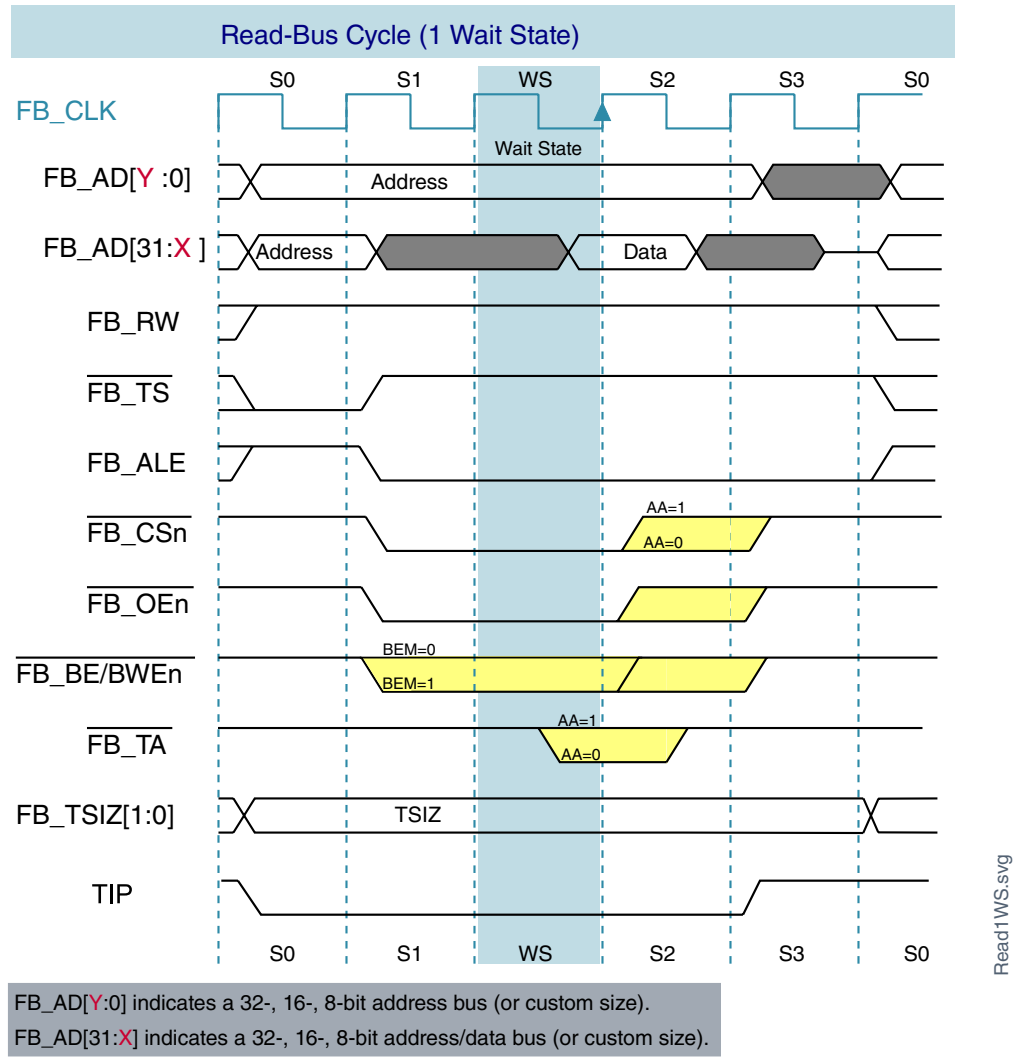 Read-Bus Cycle (1 Wait State)
S0 S1 WS S2 S3 S0
FB_CLK
Wait State
FB_AD[Y :0]
Address
FB_AD[31:X ]
Address
Data
FB_RW
FB_TS
FB_ALE
FB_CSn
AA=1
AA=0
FB_OEn
FB_BE/BWEn
BEM=0
BEM=1
FB_TA
AA=1
AA=0
FB_TSIZ[1:0]
TSIZ
TIP
S0 S1 WS S2 S3 S0
Read1WS.svg
FB_AD[Y:0] indicates a 32-, 16-, 8-bit address bus (or custom size).
FB_AD[31:X] indicates a 32-, 16-, 8-bit address/data bus (or custom size).